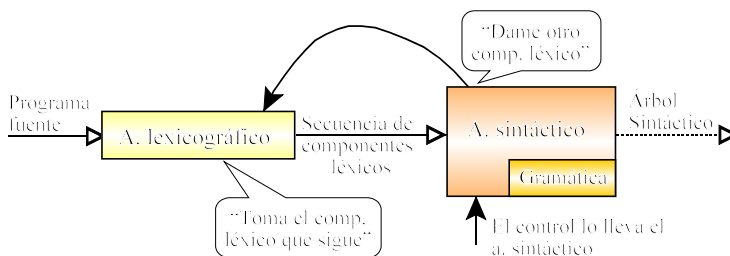 "Dame otro
comp. léxico"
Programa
fuente
A. lexicográfico
Secuencia de
componentes
léxicos
A. sintáctico
Gramática
Árbol
Sintáctico
"Toma el comp.
léxico que sigue"
El control lo lleva el
a. sintáctico